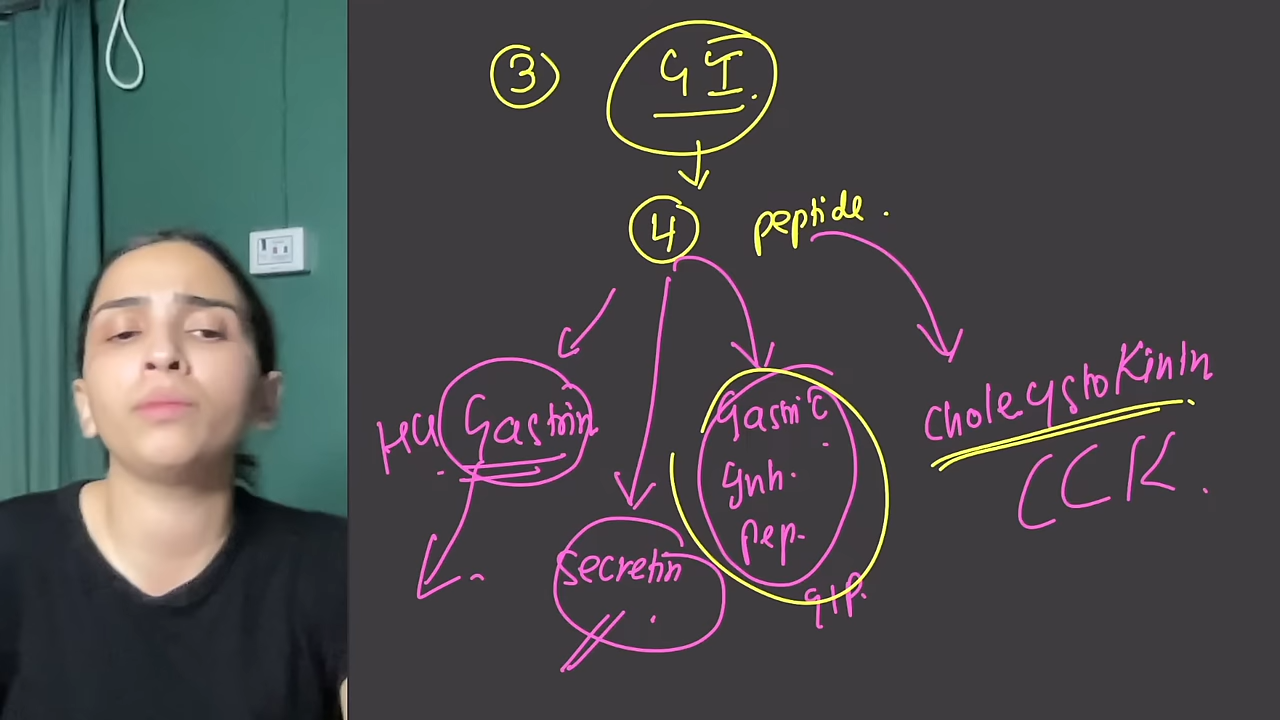 3
GI.
4
peptide.
Cholecystokinin.
CCK.
HCl Gastrin
Gastric
Inh.
Pep.
GIP.
Secretin